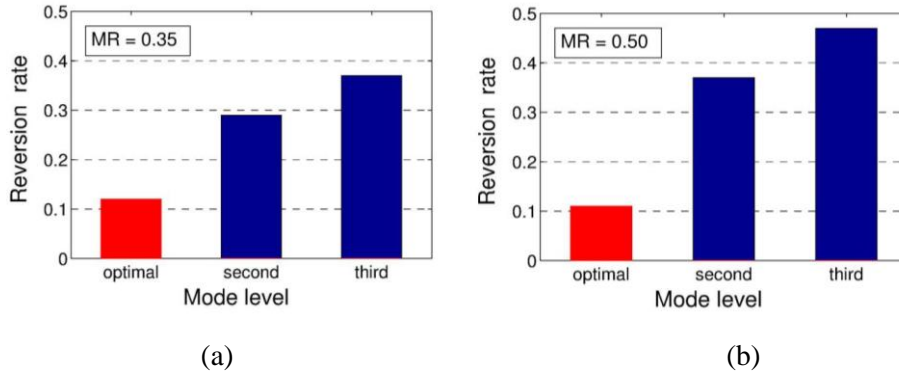 0.5
MR = 0.35
0.4
0.3
0.2
0.1
0
Reversion rate
optimal second third
Mode level
(a)
0.5
MR = 0.50
0.4
0.3
0.2
0.1
0
Reversion rate
optimal second third
Mode level
(b)